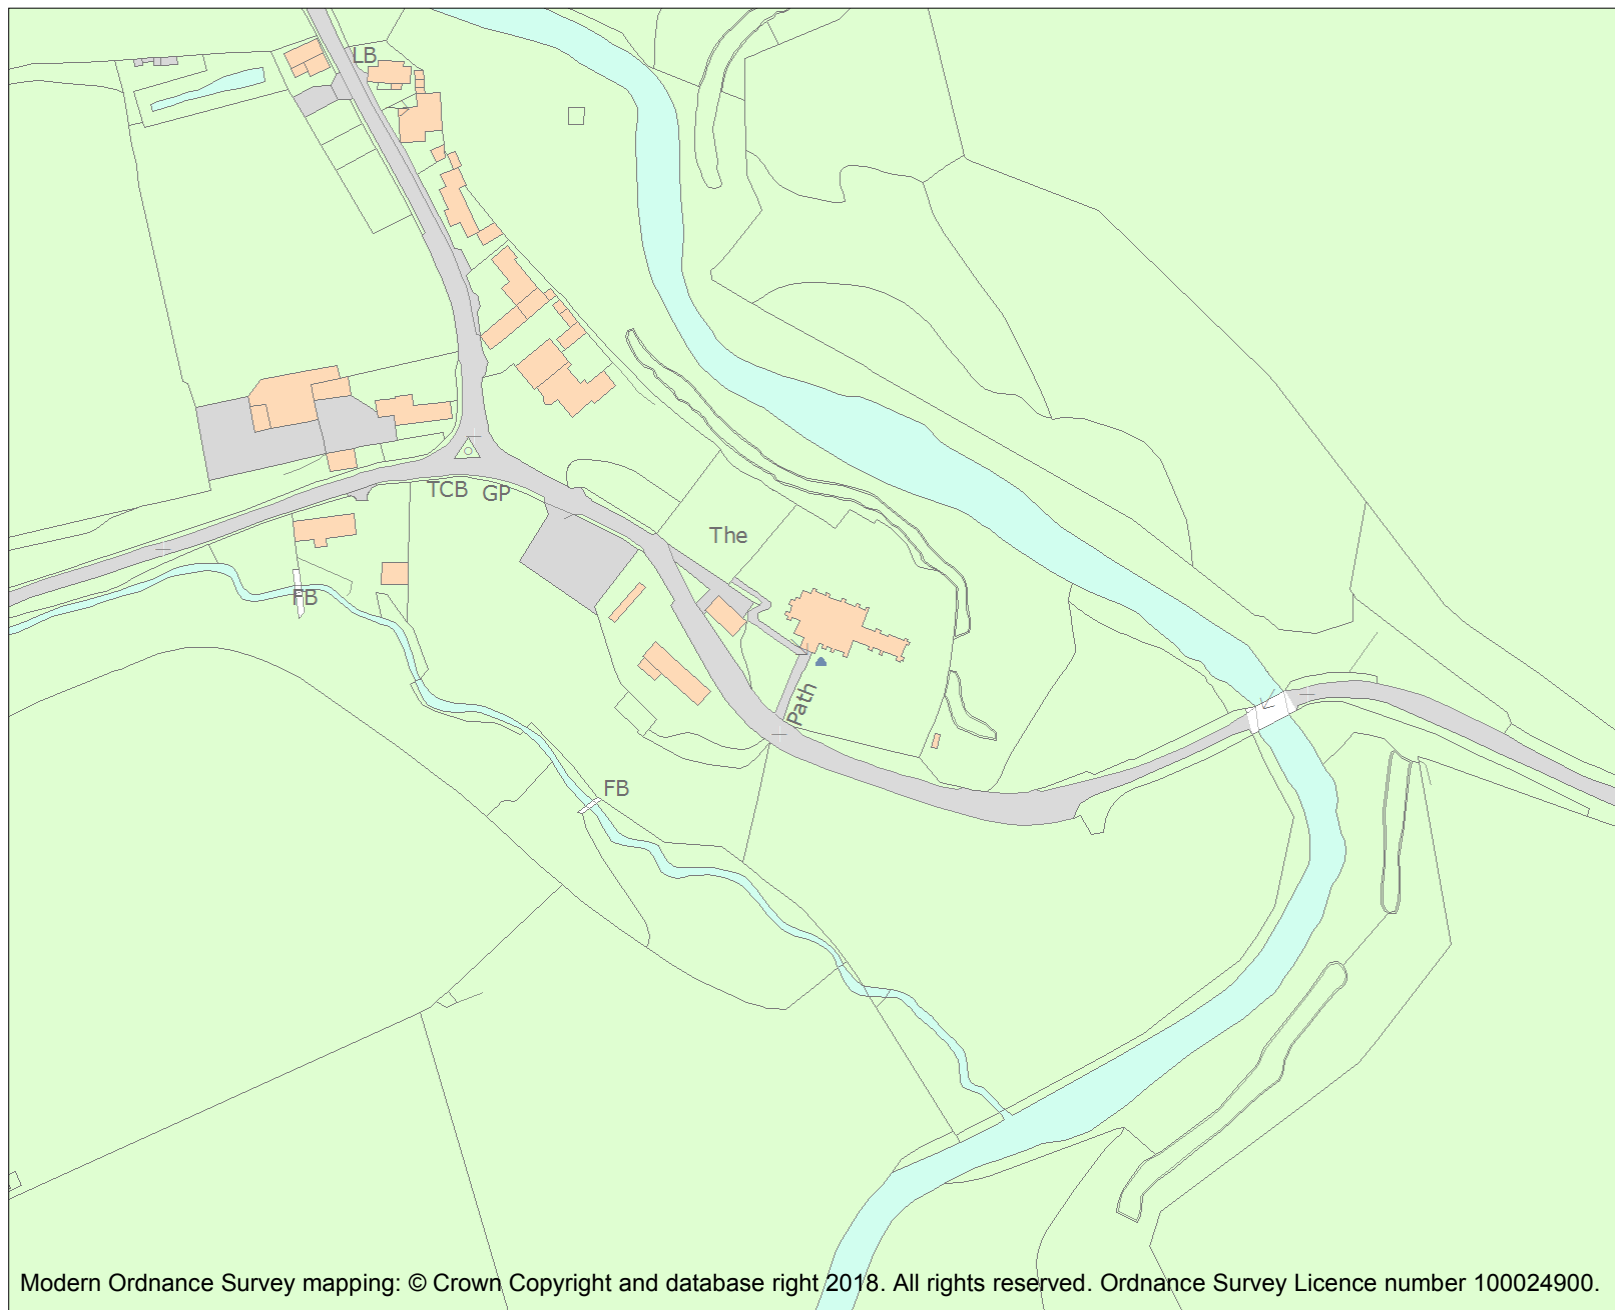 LB
TCB
GP
The
FB
Path
FB
Modern Ordnance Survey mapping: © Crown Copyright and database right 2018. All rights reserved. Ordnance Survey Licence number 100024900.